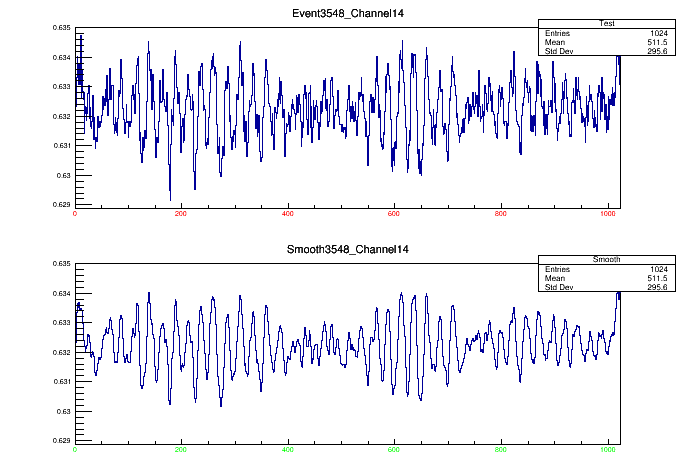 Event3548_Channel14
Test
Entries 1024
Mean 511.5
Std Dev 295.6
0.635
0.634
0.633
0.632
0.631
0.63
0.629
0 200 400 600 800 1000
Smooth3548_Channel14
Smooth
Entries 1024
Mean 511.5
Std Dev 295.6
0.635
0.634
0.633
0.632
0.631
0.63
0.629
0 200 400 600 800 1000